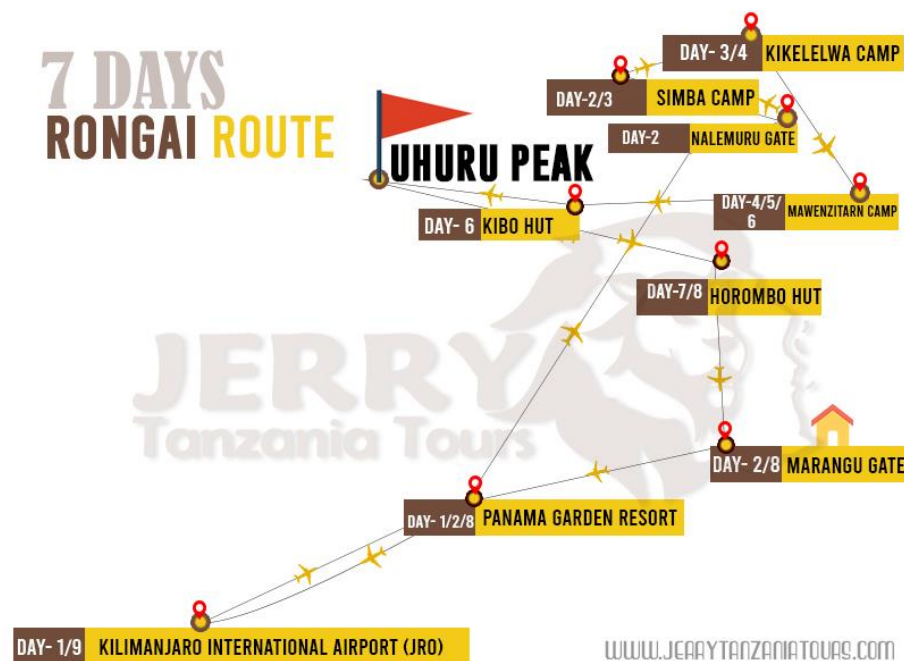 7 DAYS
RONGAI ROUTE
DAY- 3/4 KIKELELWA CAMP
DAY-2/3 SIMBA CAMP
DAY-2 NALEMURU GATE
UHURU PEAK
DAY-4/5/
6 MAWENZITARN CAMP
DAY- 6 KIBO HUT
DAY-7/8 HOROMBO HUT
JERRY
Tanzania Tours
DAY- 2/8 MARANGU GATE
DAY- 1/2/8 PANAMA GARDEN RESORT
DAY- 1/9 KILIMANJARO INTERNATIONAL AIRPORT (JRO)
WWW.JERRYTANZANIATOURS.COM